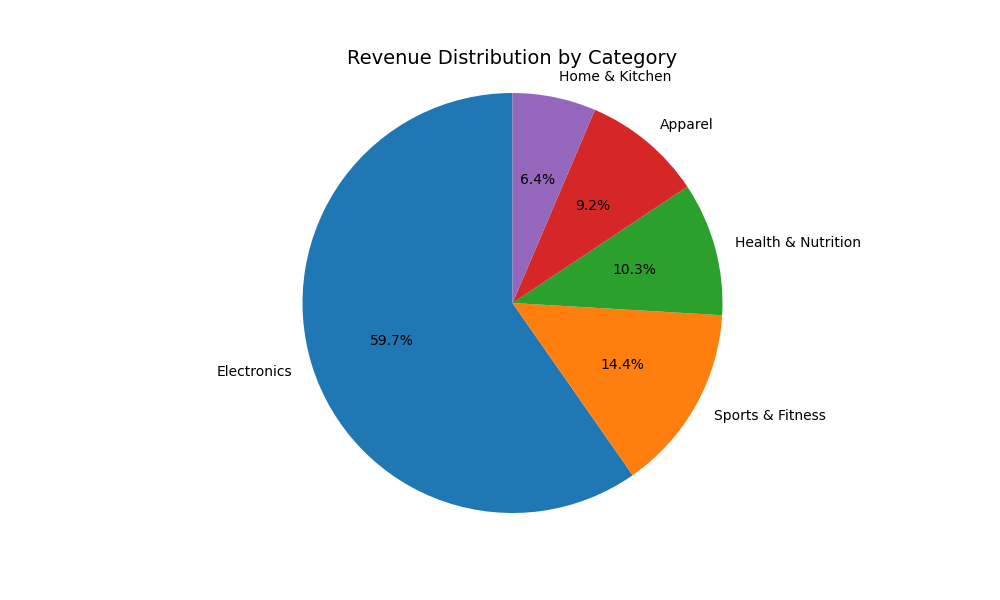 Revenue Distribution by Category
Home & Kitchen
Apparel
6.4%
9.2%
Health & Nutrition
10.3%
59.7%
14.4%
Electronics
Sports & Fitness